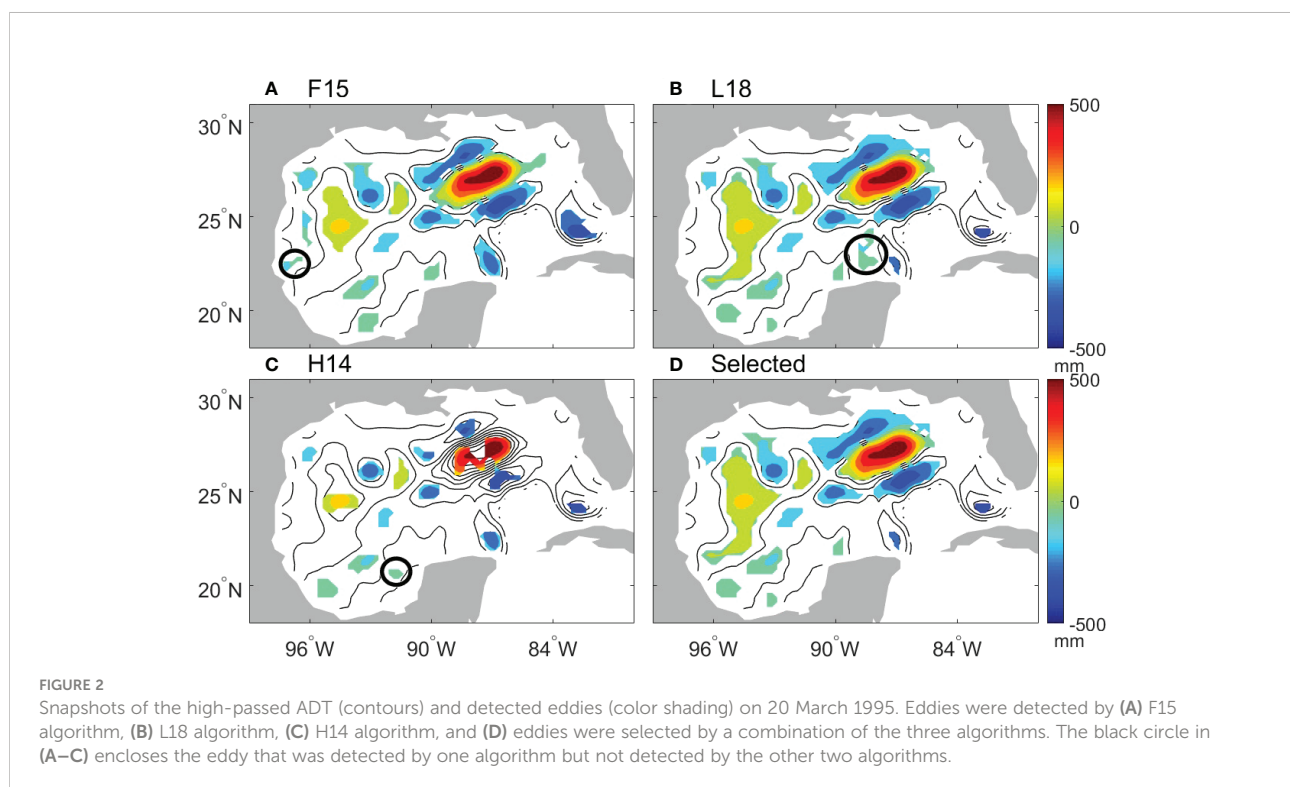 A F15
B L18
30°N
25°N
20°N
500
0
-500
mm
C H14
D Selected
30°N
25°N
20°N
500
0
-500
mm
96°W
90°W
84°W
96°W
90°W
84°W
FIGURE 2
Snapshots of the high-passed ADT (contours) and detected eddies (color shading) on 20 March 1995. Eddies were detected by (A) F15
algorithm, (B) L18 algorithm, (C) H14 algorithm, and (D) eddies were selected by a combination of the three algorithms. The black circle in
(A–C) encloses the eddy that was detected by one algorithm but not detected by the other two algorithms.